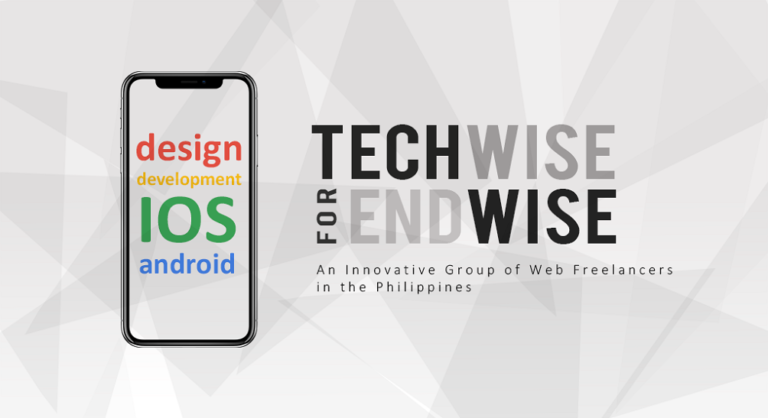 design
development
IOS
android
TECHWISE
FOR ENDWISE
An Innovative Group of Web Freelancers
in the Philippines